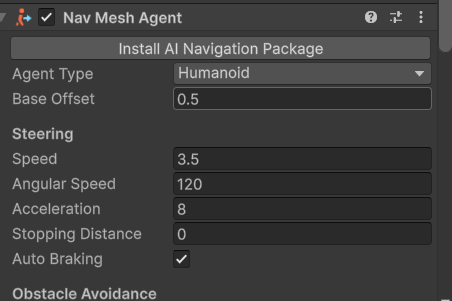 Nav Mesh Agent
Install AI Navigation Package
Agent Type Humanoid
Base Offset 0.5
Steering
Speed 3.5
Angular Speed 120
Acceleration 8
Stopping Distance 0
Auto Braking
Obstacle Avoidance